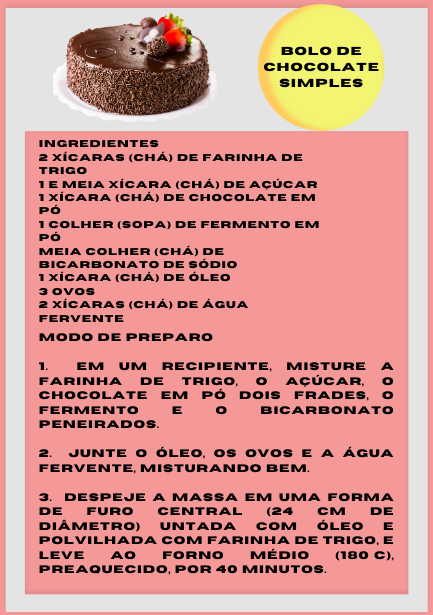 BOLO DE
CHOCOLATE
SIMPLES
INGREDIENTES
2 XÍCARAS (CHÁ) DE FARINHA DE
TRIGO
1 E MEIA XÍCARA (CHÁ) DE AÇÚCAR
1 XÍCARA (CHÁ) DE CHOCOLATE EM
PÓ
1 COLHER (SOPA) DE FERMENTO EM
PÓ
MEIA COLHER (CHÁ) DE
BICARBONATO DE SÓDIO
1 XÍCARA (CHÁ) DE ÓLEO
3 OVOS
2 XÍCARAS (CHÁ) DE ÁGUA
FERVENTE
MODO DE PREPARO
1. EM UM RECIPIENTE, MISTURE A
FARINHA DE TRIGO, O AÇÚCAR, O
CHOCOLATE EM PÓ DOIS FRADES, O
FERMENTO E O BICARBONATO
PENEIRADOS.
2. JUNTE O ÓLEO, OS OVOS E A ÁGUA
FERVENTE, MISTURANDO BEM.
3. DESPEJE A MASSA EM UMA FORMA
DE FURO CENTRAL (24 CM DE
DIÂMETRO) UNTADA COM ÓLEO E
POLVILHADA COM FARINHA DE TRIGO, E
LEVE AO FORNO MÉDIO (180 C),
PREAQUECIDO, POR 40 MINUTOS.